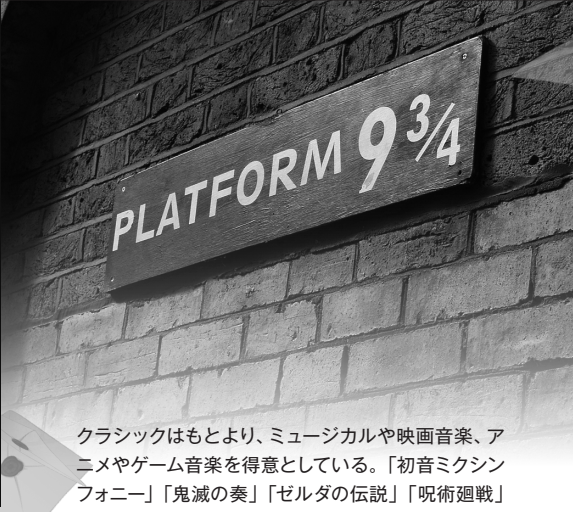 PLATFORM 9 3/4
クラシックはもとより、ミュージカルや映画音楽、ア
ニメやゲーム音楽を得意としている。「初音ミクシン
フォニー」「鬼滅の奏」「ゼルダの伝説」「呪術廻戦」